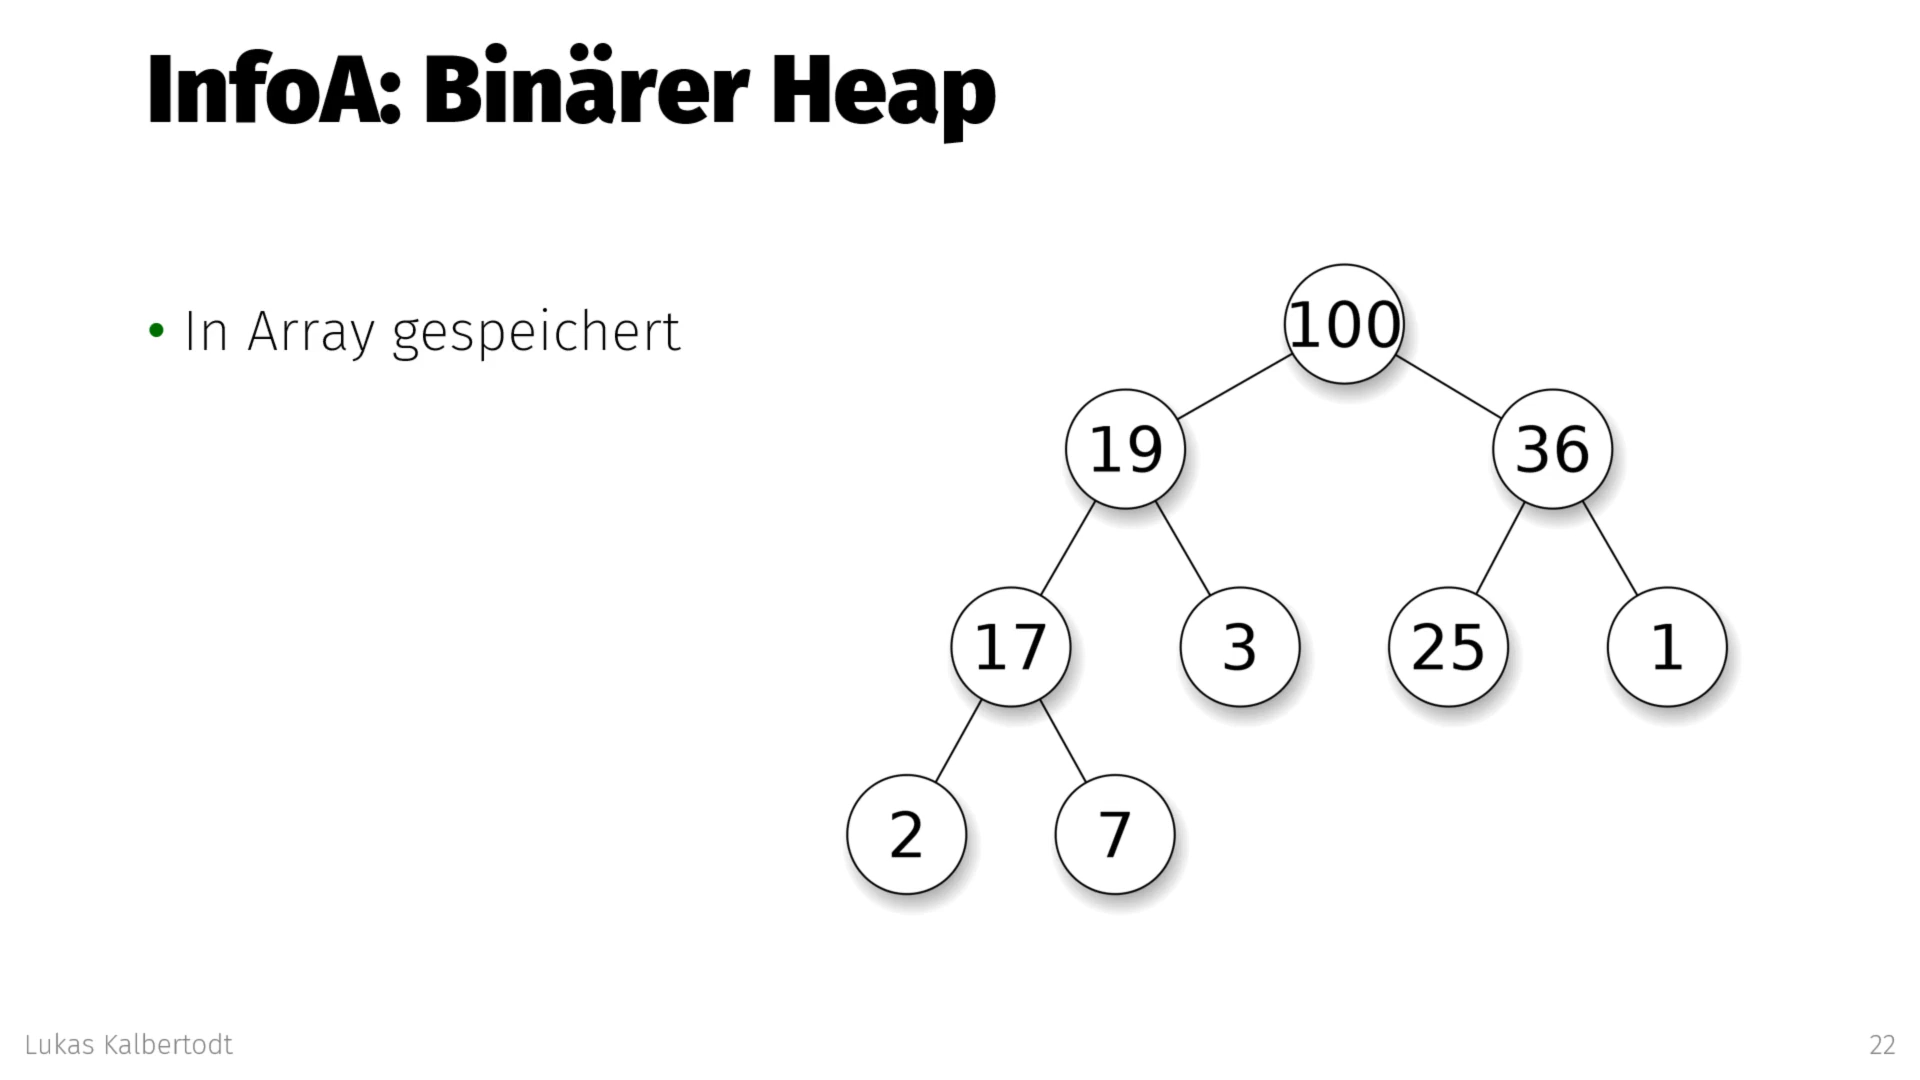 InfoA: Binärer Heap
• In Array gespeichert
100
19 36
17 3 25 1
2 7
Lukas Kalbertodt
22